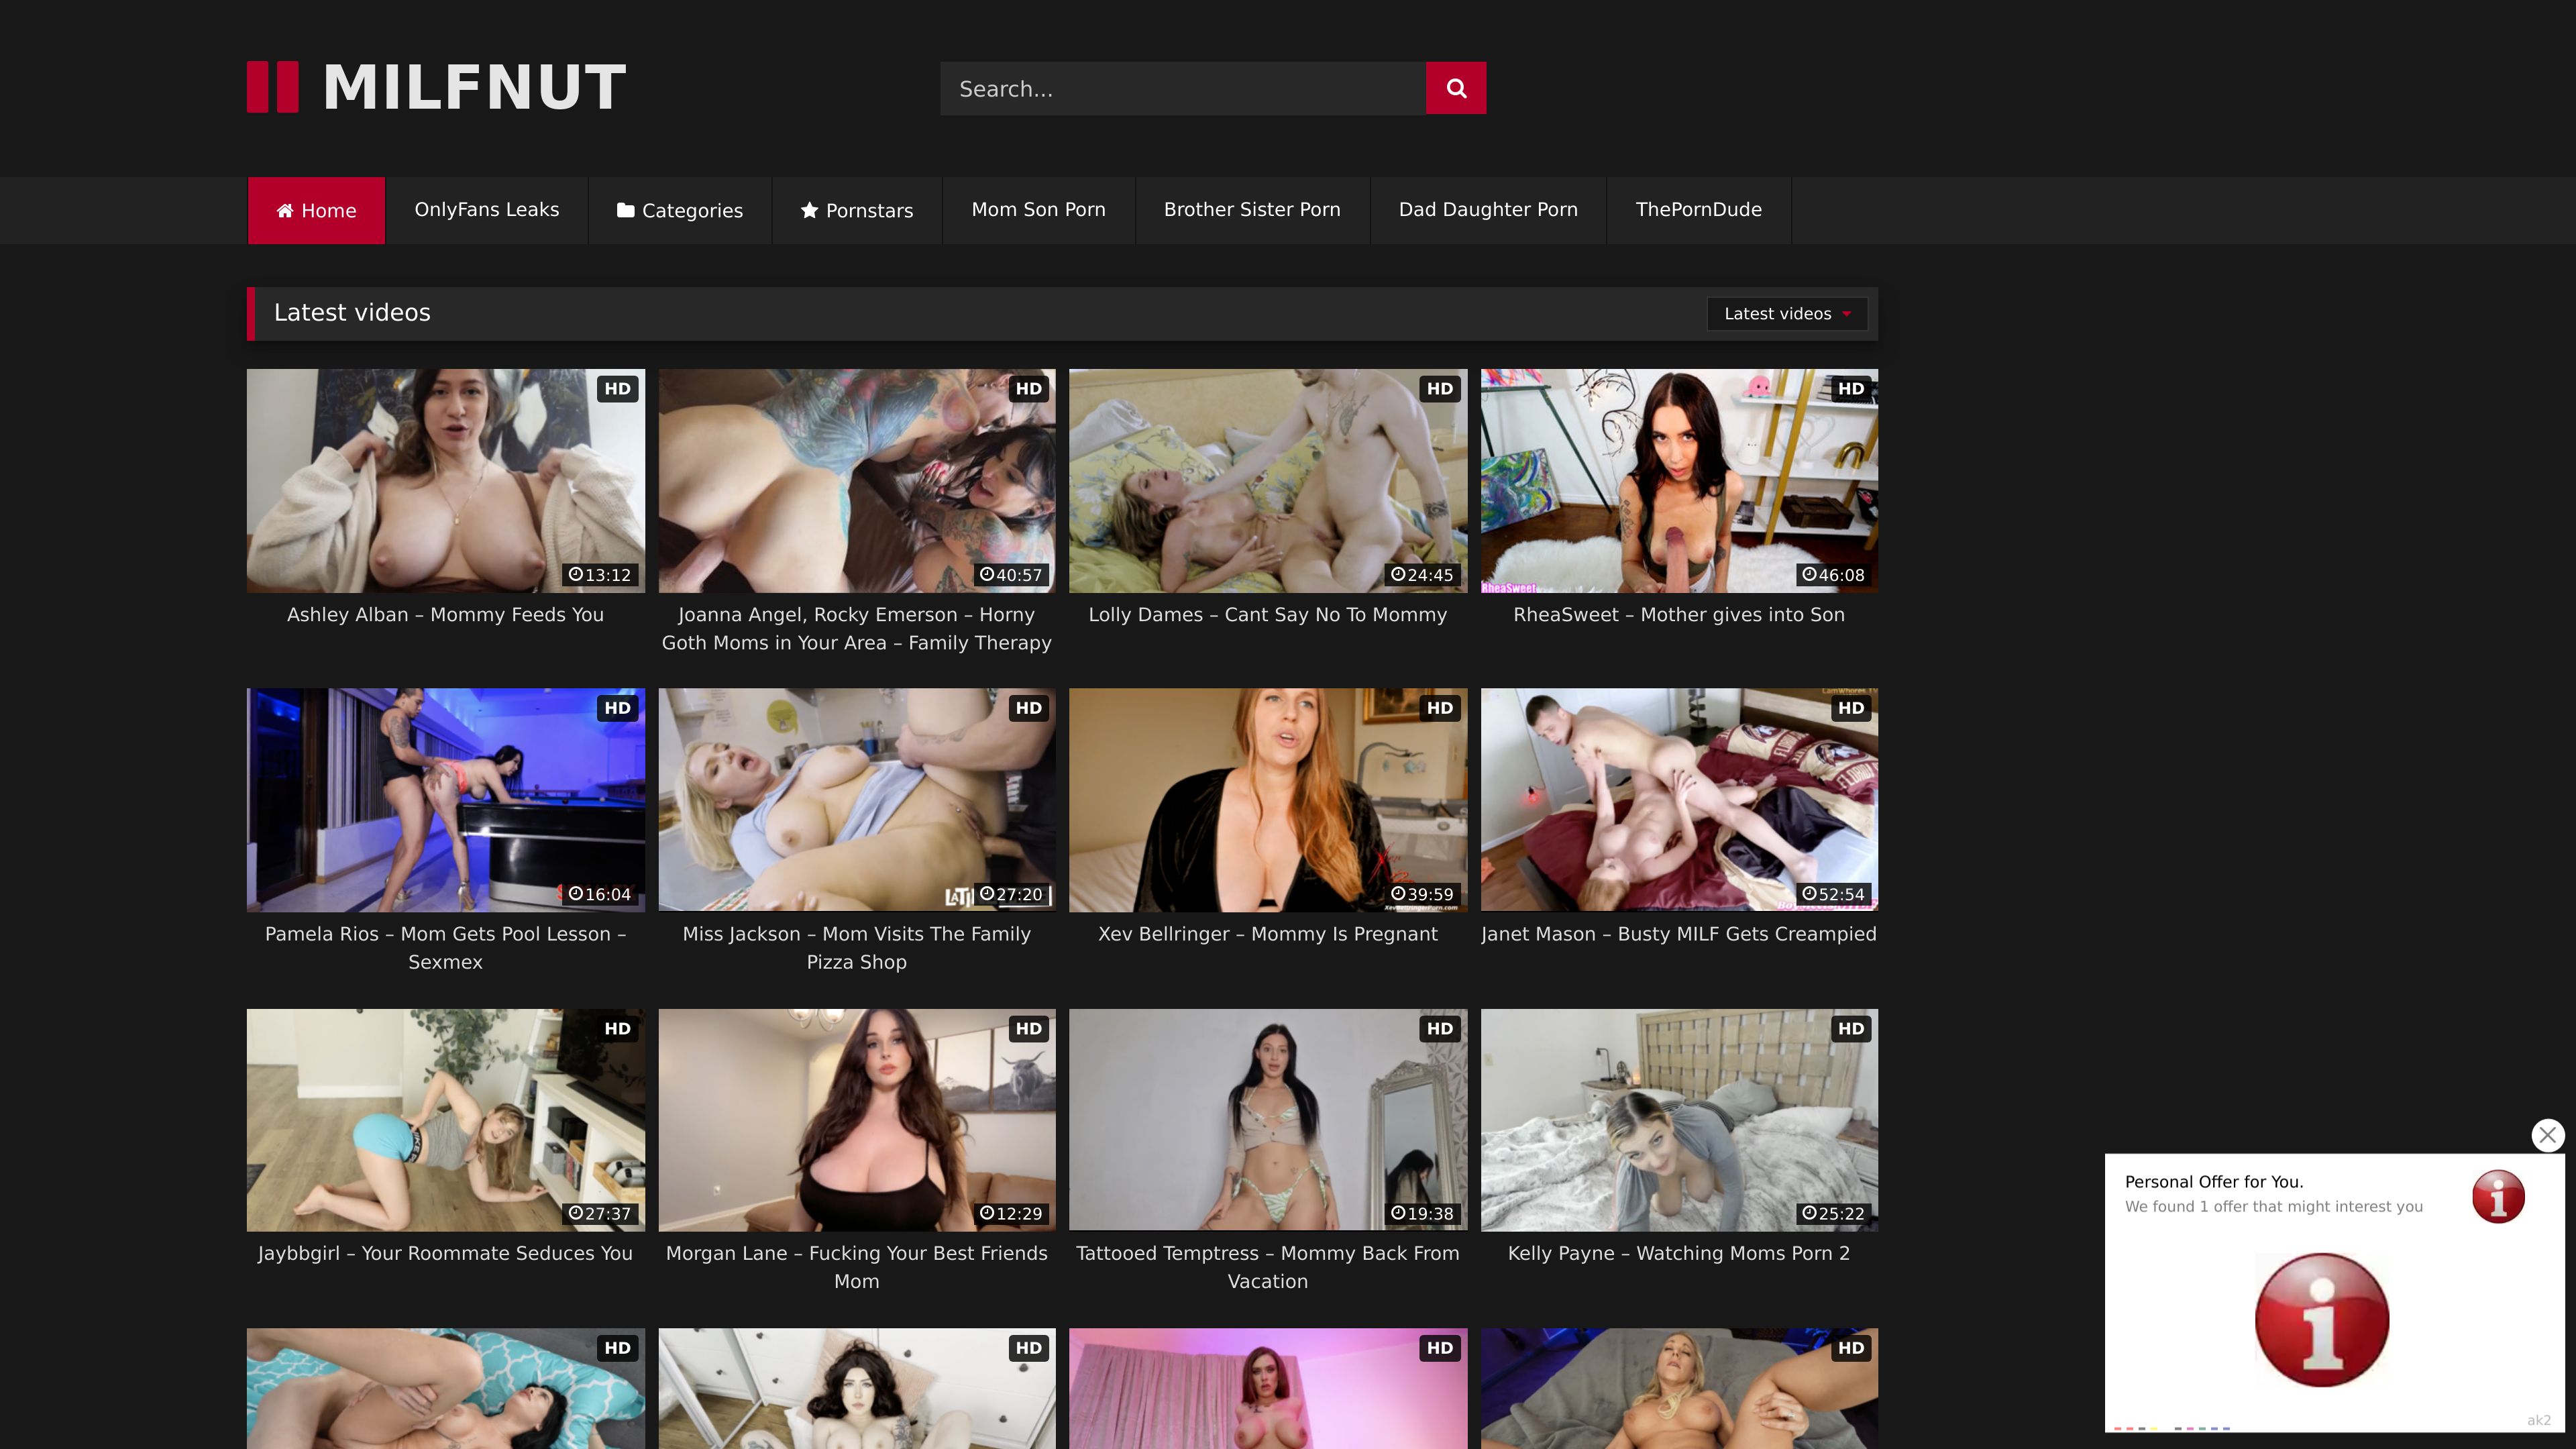 MILFNUT
Search...
Home
OnlyFans Leaks
Categories
Pornstars
Mom Son Porn
Brother Sister Porn
Dad Daughter Porn
ThePornDude
Latest videos
Latest videos
HD
13:12
Ashley Alban – Mommy Feeds You
HD
40:57
Joanna Angel, Rocky Emerson – Horny
Goth Moms in Your Area – Family Therapy
HD
24:45
Lolly Dames – Cant Say No To Mommy
HD
RheaSweet
46:08
RheaSweet – Mother gives into Son
HD
16:04
Pamela Rios – Mom Gets Pool Lesson –
Sexmex
HD
27:20
Miss Jackson – Mom Visits The Family
Pizza Shop
HD
39:59
Xev Bellringer – Mommy Is Pregnant
HD
52:54
Janet Mason – Busty MILF Gets Creampied
HD
27:37
Jaybbgirl – Your Roommate Seduces You
HD
12:29
Morgan Lane – Fucking Your Best Friends
Mom
HD
19:38
Tattooed Temptress – Mommy Back From
Vacation
HD
25:22
Kelly Payne – Watching Moms Porn 2
HD
HD
HD
HD
Personal Offer for You.
We found 1 offer that might interest you
ak2